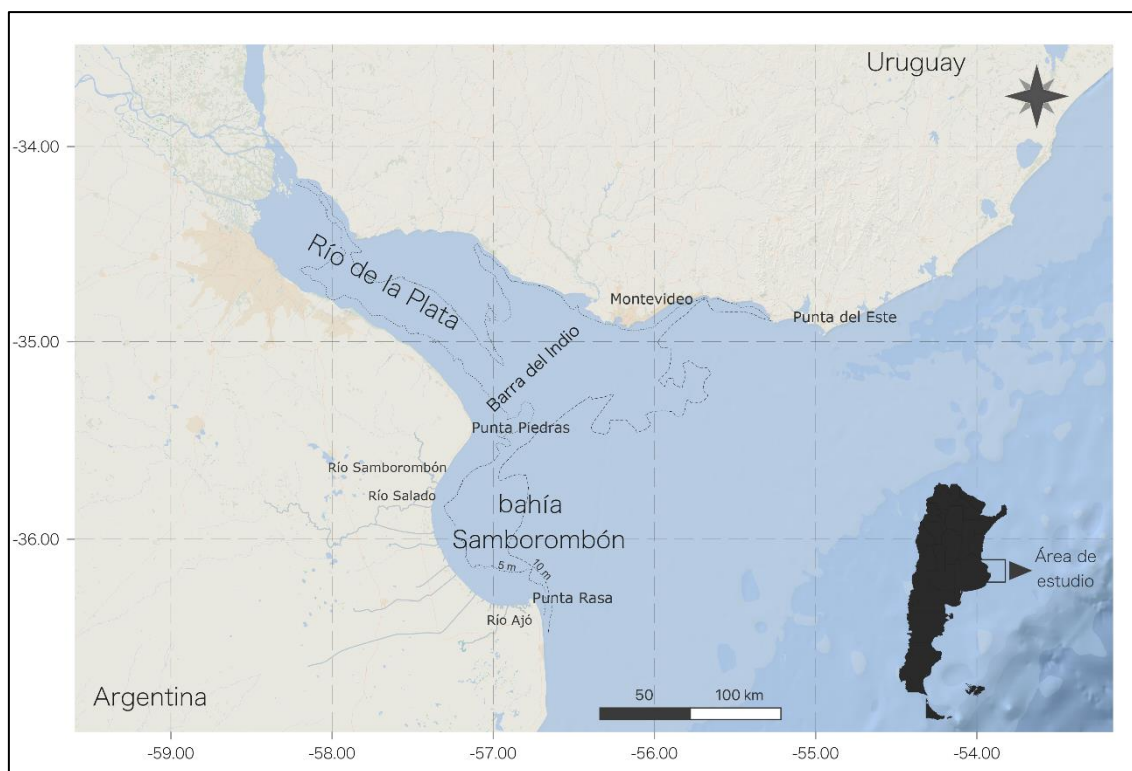 Uruguay
-34.00
Río de la Plata
Montevideo
Punta del Este
-35.00
Barra del Indio
Punta Piedras
Río Samborombón
Río Salado
bahía
Samborombón
-36.00
5 m
10 m
Punta Rasa
Río Ajó
Área de
estudio
Argentina
50
100 km
-59.00
-58.00
-57.00
-56.00
-55.00
-54.00